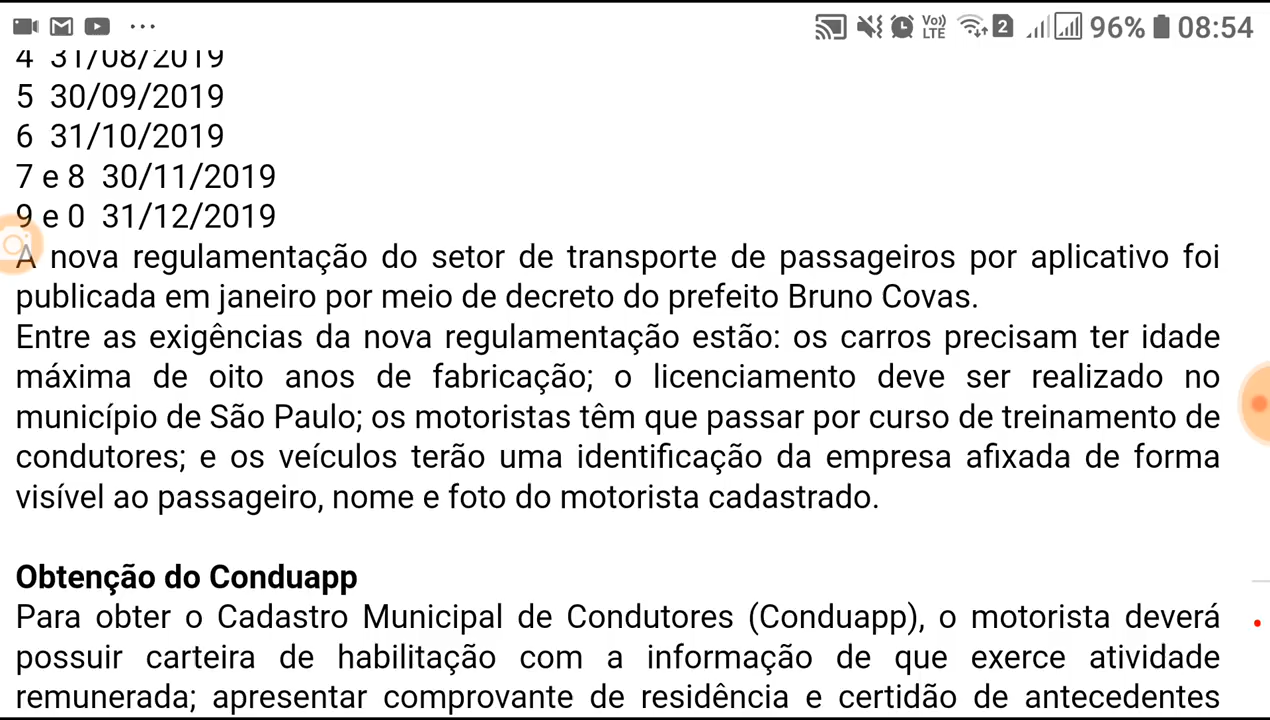 Vo)) LTE 2 96% 08:54
4 31/08/2019
5 30/09/2019
6 31/10/2019
7 e 8 30/11/2019
9 e 0 31/12/2019
A nova regulamentação do setor de transporte de passageiros por aplicativo foi
publicada em janeiro por meio de decreto do prefeito Bruno Covas.
Entre as exigências da nova regulamentação estão: os carros precisam ter idade
máxima de oito anos de fabricação; o licenciamento deve ser realizado no
município de São Paulo; os motoristas têm que passar por curso de treinamento de
condutores; e os veículos terão uma identificação da empresa afixada de forma
visível ao passageiro, nome e foto do motorista cadastrado.
Obtenção do Conduapp
Para obter o Cadastro Municipal de Condutores (Conduapp), o motorista deverá
possuir carteira de habilitação com a informação de que exerce atividade
remunerada; apresentar comprovante de residência e certidão de antecedentes